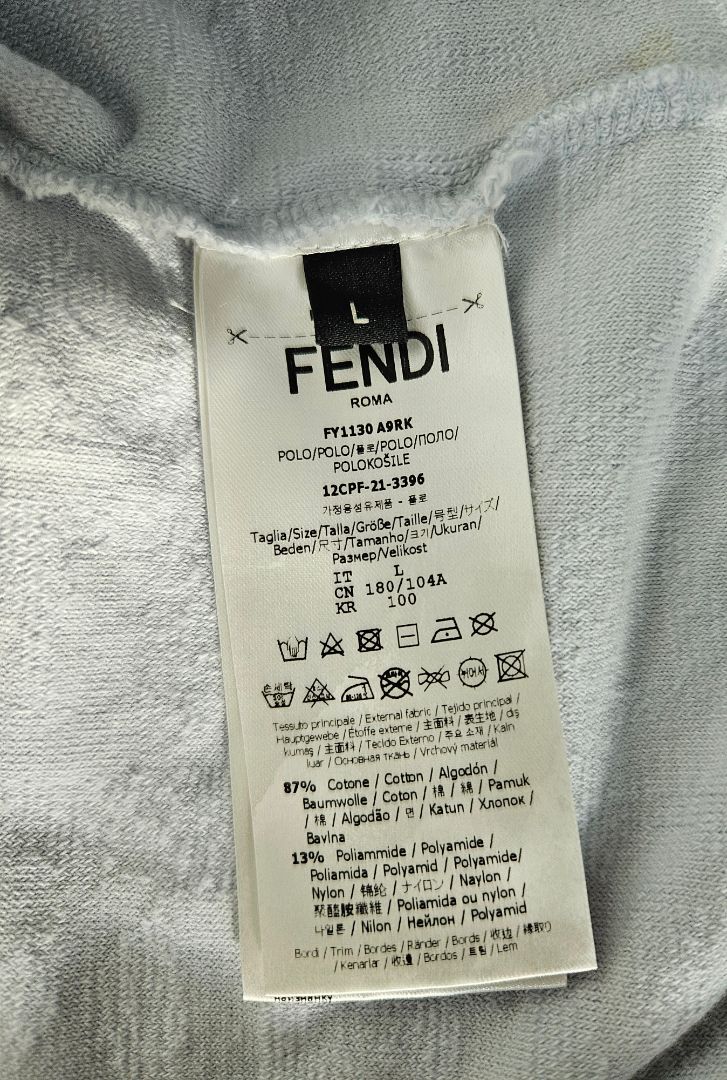 L
FENDI
ROMA
FY1130 A9RK
POLO/POLO/폴로/POLO/ПОЛО/
POLOKOŠILE
12CPF-21-3396
가정용섬유제품 - 폴로
Taglia/Size/Talla/Größe/Taille/号型/サイズ/
Beden/尺寸/Tamanho/크기/Ukuran/
Размер/Velikost
IT L
CN 180/104A
KR 100
손세탁
Tessuto principale / External fabric / Tejido principal /
Hauptgewebe / Étoffe externe / 主面料 / 表生地 / dış
kumaş / 主面料 / Tecido Externo / 주요 소재 / Kain
luar / Основная ткань / Vrchový materiál
87% Cotone / Cotton / Algodón /
Baumwolle / Coton / 棉 / 綿 / Pamuk
/ 棉 / Algodão / 면 / Katun / Хлопок /
Bavlna
13% Poliammide / Polyamide /
Poliamida / Polyamid / Polyamide/
Nylon / 锦纶 / ナイロン / Naylon /
聚醯胺纖維 / Poliamida ou nylon /
나일론 / Nilon / Нейлон / Polyamid
Bordi / Trim / Bordes / Ränder / Bords / 收边 / 縁取り
/ Kenarlar / 收邊 / Bordos / 트림 / Lem
наизнанку